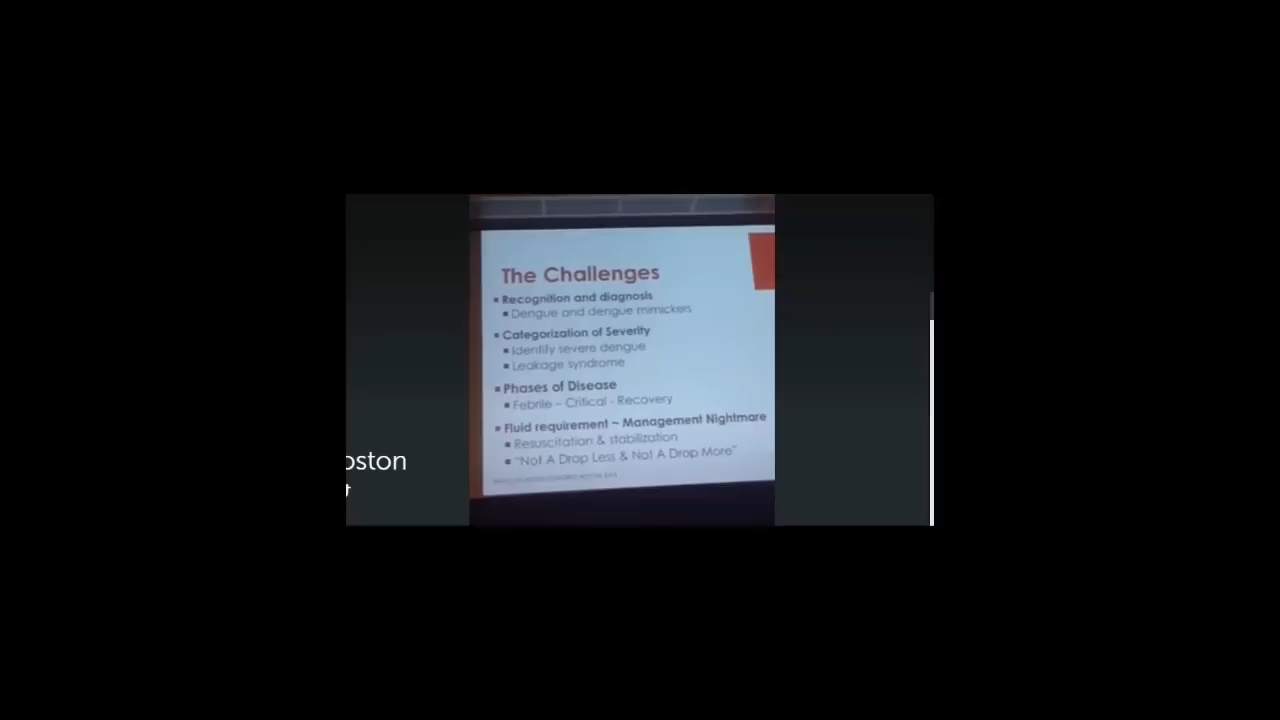 The Challenges
▪ Recognition and diagnosis
▪ Dengue and dengue mimickers
▪ Categorization of Severity
▪ Identify severe dengue
▪ Leakage syndrome
▪ Phases of Disease
▪ Febrile – Critical - Recovery
▪ Fluid requirement ~ Management Nightmare
▪ Resuscitation & stabilization
▪ "Not A Drop Less & Not A Drop More"
oston